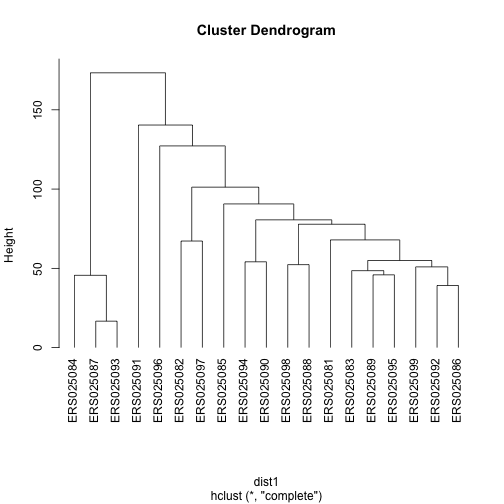 Cluster Dendrogram
Height
0
50
100
150
ERS025084
ERS025087
ERS025093
ERS025091
ERS025096
ERS025082
ERS025097
ERS025085
ERS025094
ERS025090
ERS025098
ERS025088
ERS025081
ERS025083
ERS025089
ERS025095
ERS025099
ERS025092
ERS025086
dist1
hclust (*, "complete")